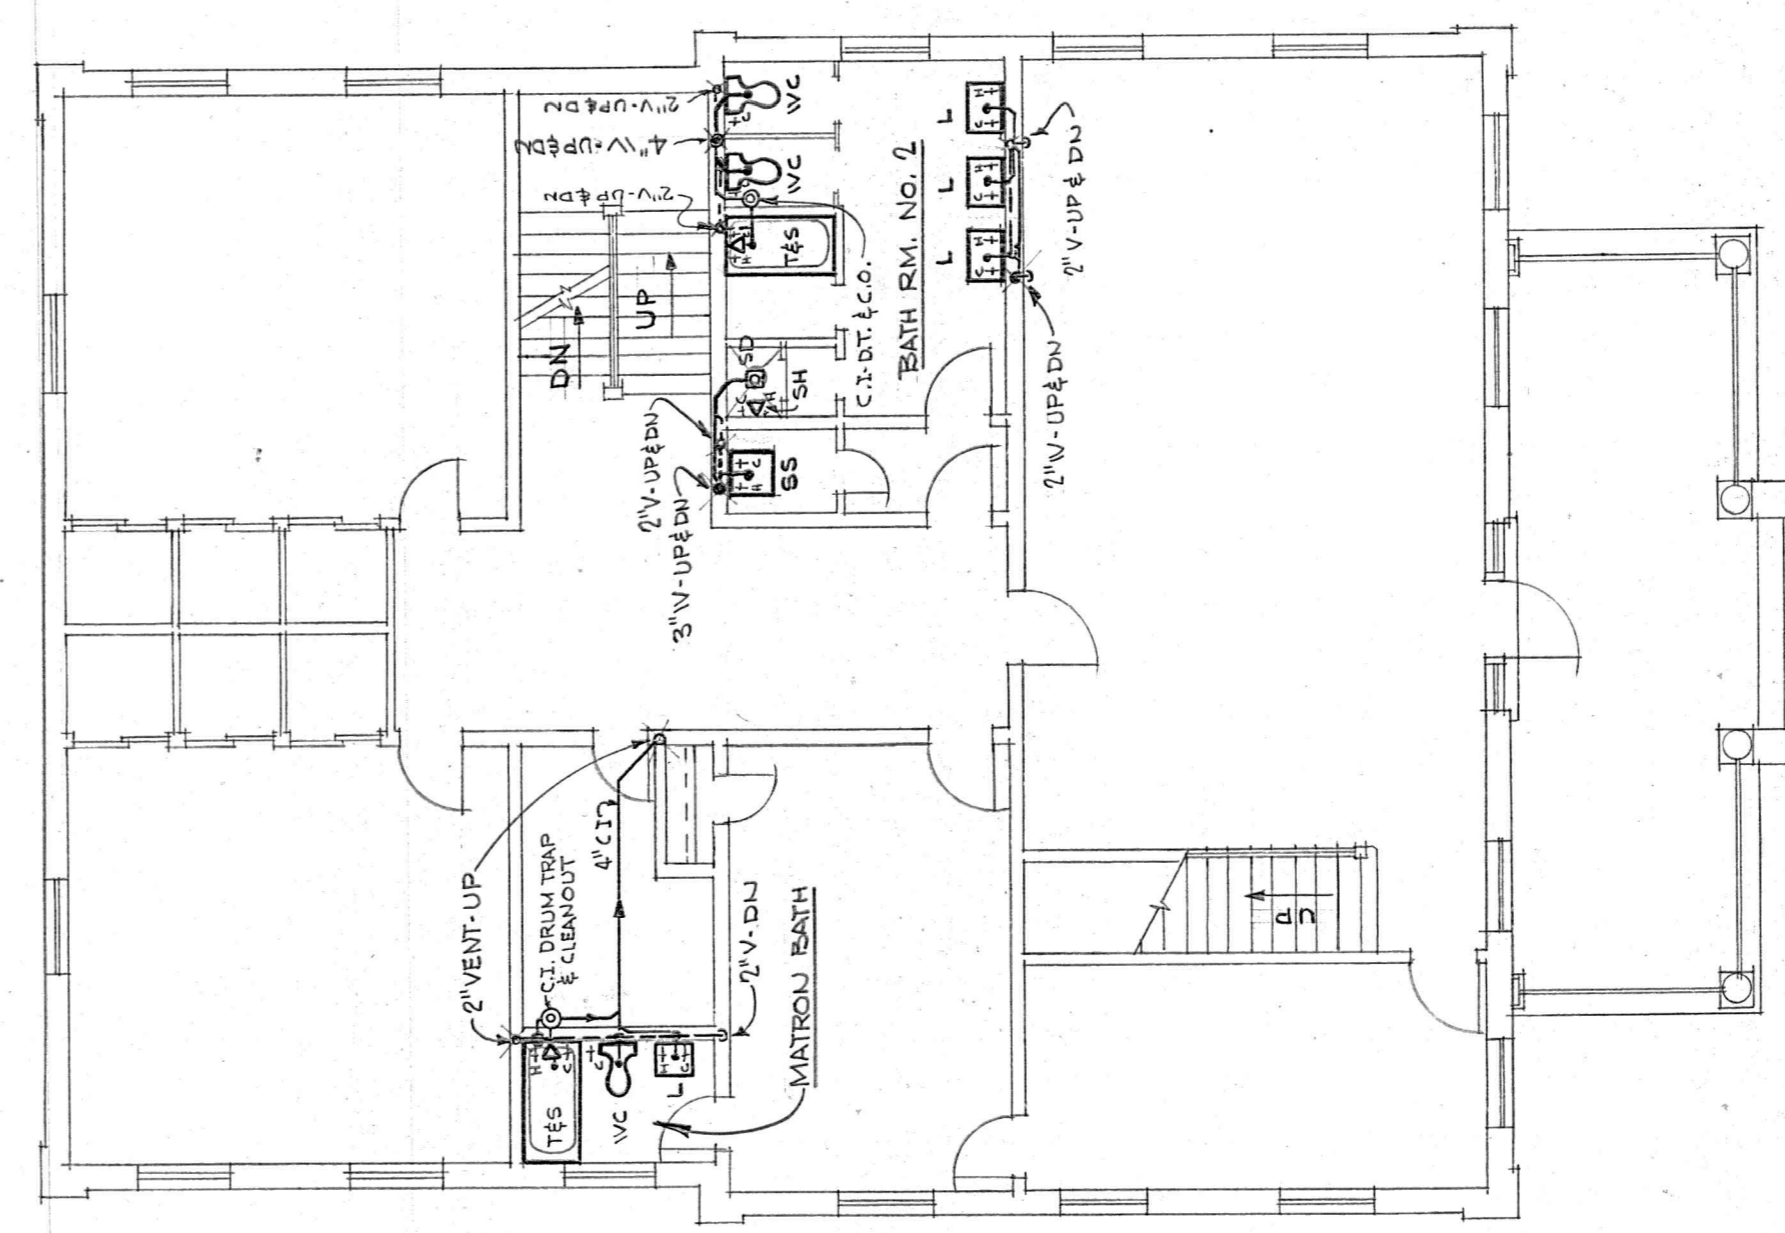 2"V-UP&DN
4"W-UP&DN
2"V-UP&DN
C
WC
C
WC
H
T&S
DN
UP
C.I.-D.T. & C.O.
BATH RM. NO. 2
L
L
L
H
C
H
C
H
C
2"V-UP & DN
2"W-UP&DN
SD
C
H
SH
2"V-UP&DN
3"W-UP&DN
H
C
SS
2"VENT-UP
C.I. DRUM TRAP
& CLEANOUT
4" C I
2"V-DN
H
C
T&S
C
WC
H
C
L
MATRON BATH
UP